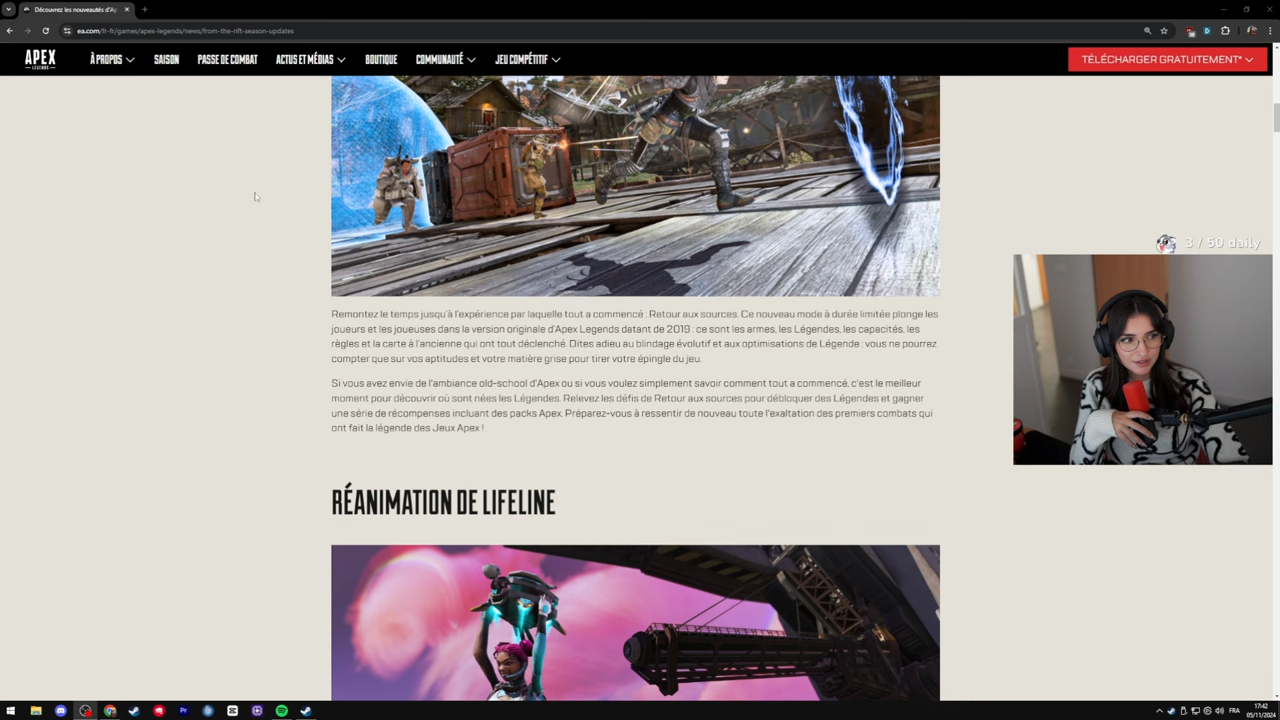 Découvrez les nouveautés d'Ap
ea.com/fr-fr/games/apex-legends/news/from-the-rift-season-updates
APEX
LEGENDS
À PROPOS
SAISON
PASSE DE COMBAT
ACTUS ET MÉDIAS
BOUTIQUE
COMMUNAUTÉ
JEU COMPÉTITIF
TÉLÉCHARGER GRATUITEMENT*
3 / 50 daily
Remontez le temps jusqu'à l'expérience par laquelle tout a commencé : Retour aux sources. Ce nouveau mode à durée limitée plonge les
joueurs et les joueuses dans la version originale d'Apex Legends datant de 2019 : ce sont les armes, les Légendes, les capacités, les
règles et la carte à l'ancienne qui ont tout déclenché. Dites adieu au blindage évolutif et aux optimisations de Légende : vous ne pourrez
compter que sur vos aptitudes et votre matière grise pour tirer votre épingle du jeu.
Si vous avez envie de l'ambiance old-school d'Apex ou si vous voulez simplement savoir comment tout a commencé, c'est le meilleur
moment pour découvrir où sont nées les Légendes. Relevez les défis de Retour aux sources pour débloquer des Légendes et gagner
une série de récompenses incluant des packs Apex. Préparez-vous à ressentir de nouveau toute l'exaltation des premiers combats qui
ont fait la légende des Jeux Apex !
RÉANIMATION DE LIFELINE
FRA
17:42
05/11/2024